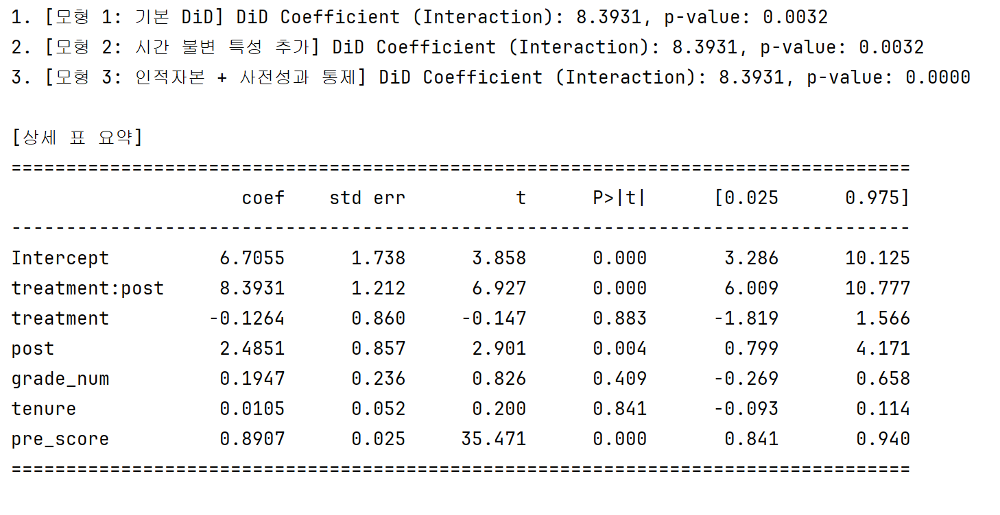 1. [모형 1: 기본 DiD] DiD Coefficient (Interaction): 8.3931, p-value: 0.0032
2. [모형 2: 시간 불변 특성 추가] DiD Coefficient (Interaction): 8.3931, p-value: 0.0032
3. [모형 3: 인적자본 + 사전성과 통제] DiD Coefficient (Interaction): 8.3931, p-value: 0.0000
[상세 표 요약]
==================================================================================
coef std err t P>|t| [0.025 0.975]
----------------------------------------------------------------------------------
Intercept 6.7055 1.738 3.858 0.000 3.286 10.125
treatment:post 8.3931 1.212 6.927 0.000 6.009 10.777
treatment -0.1264 0.860 -0.147 0.883 -1.819 1.566
post 2.4851 0.857 2.901 0.004 0.799 4.171
grade_num 0.1947 0.236 0.826 0.409 -0.269 0.658
tenure 0.0105 0.052 0.200 0.841 -0.093 0.114
pre_score 0.8907 0.025 35.471 0.000 0.841 0.940
==================================================================================